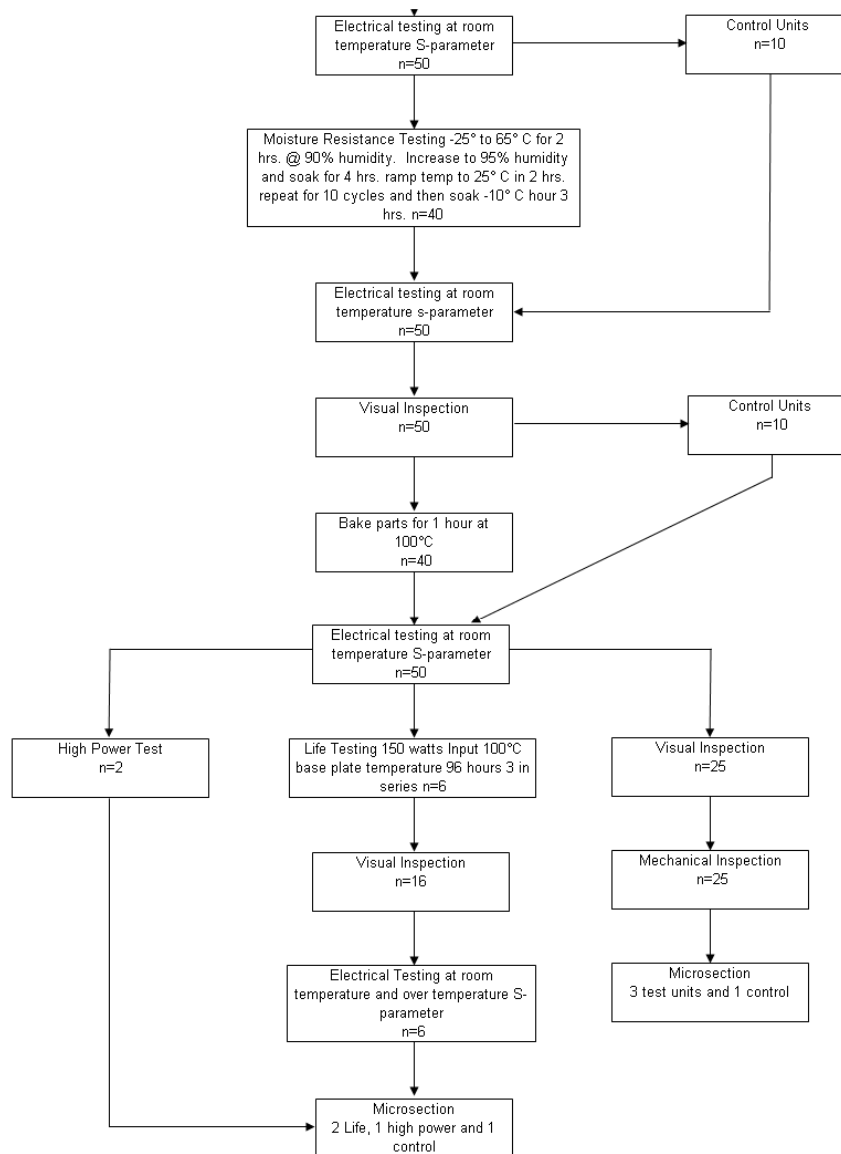 Electrical testing at room
temperature S-parameter
n=50
Control Units
n=10
Moisture Resistance Testing -25° to 65° C for 2
hrs. @ 90% humidity.  Increase to 95% humidity
and soak for 4 hrs. ramp temp to 25° C in 2 hrs.
repeat for 10 cycles and then soak -10° C hour 3
hrs. n=40
Electrical testing at room
temperature s-parameter
n=50
Visual Inspection
n=50
Control Units
n=10
Bake parts for 1 hour at
100°C
n=40
Electrical testing at room
temperature S-parameter
n=50
High Power Test
n=2
Life Testing 150 watts Input 100°C
base plate temperature 96 hours 3 in
series n=6
Visual Inspection
n=25
Visual Inspection
n=16
Mechanical Inspection
n=25
Electrical Testing at room
temperature and over temperature S-
parameter
n=6
Microsection
3 test units and 1 control
Microsection
2 Life, 1 high power and 1
control